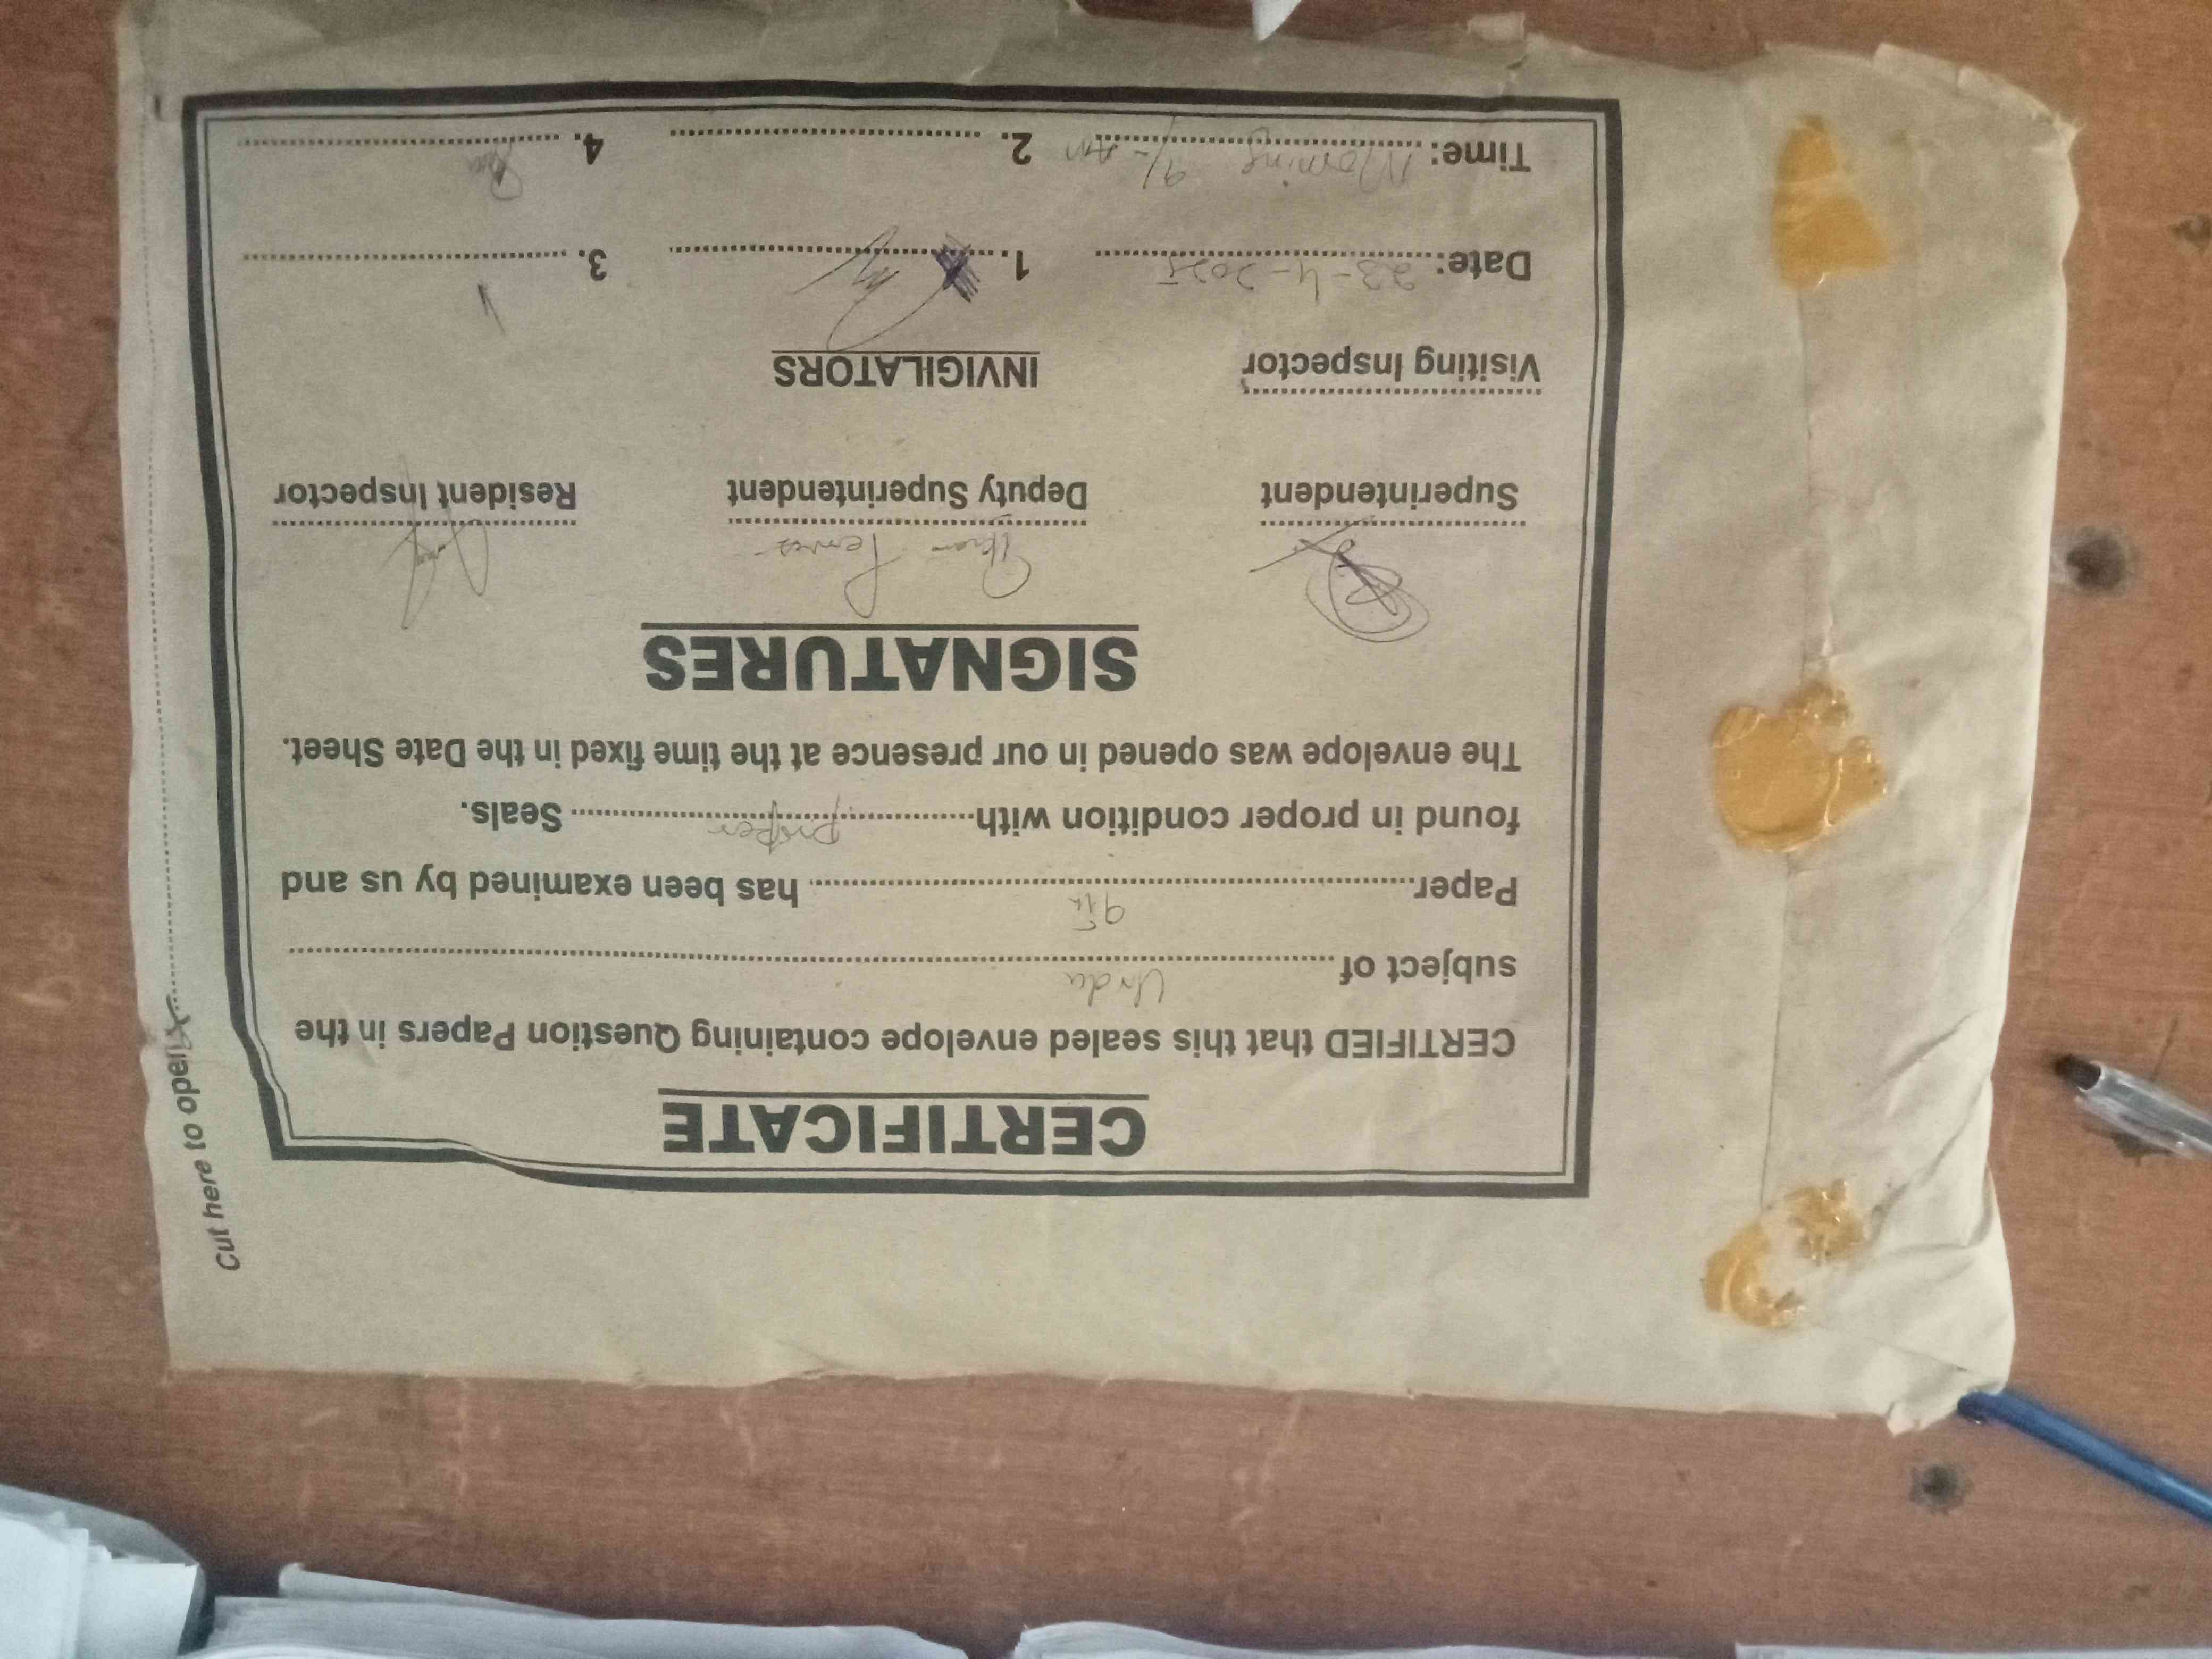 Cut here to open
CERTIFICATE
CERTIFIED that this sealed envelope containing Question Papers in the
subject of Urdu
Paper 9th has been examined by us and
found in proper condition with proper Seals.
The envelope was opened in our presence at the time fixed in the Date Sheet.
SIGNATURES
Superintendent Deputy Superintendent Resident Inspector
Visiting Inspector INVIGILATORS
Date: 23-4-2025 1. 3.
Time: Morning 9/- Am 2. 4.